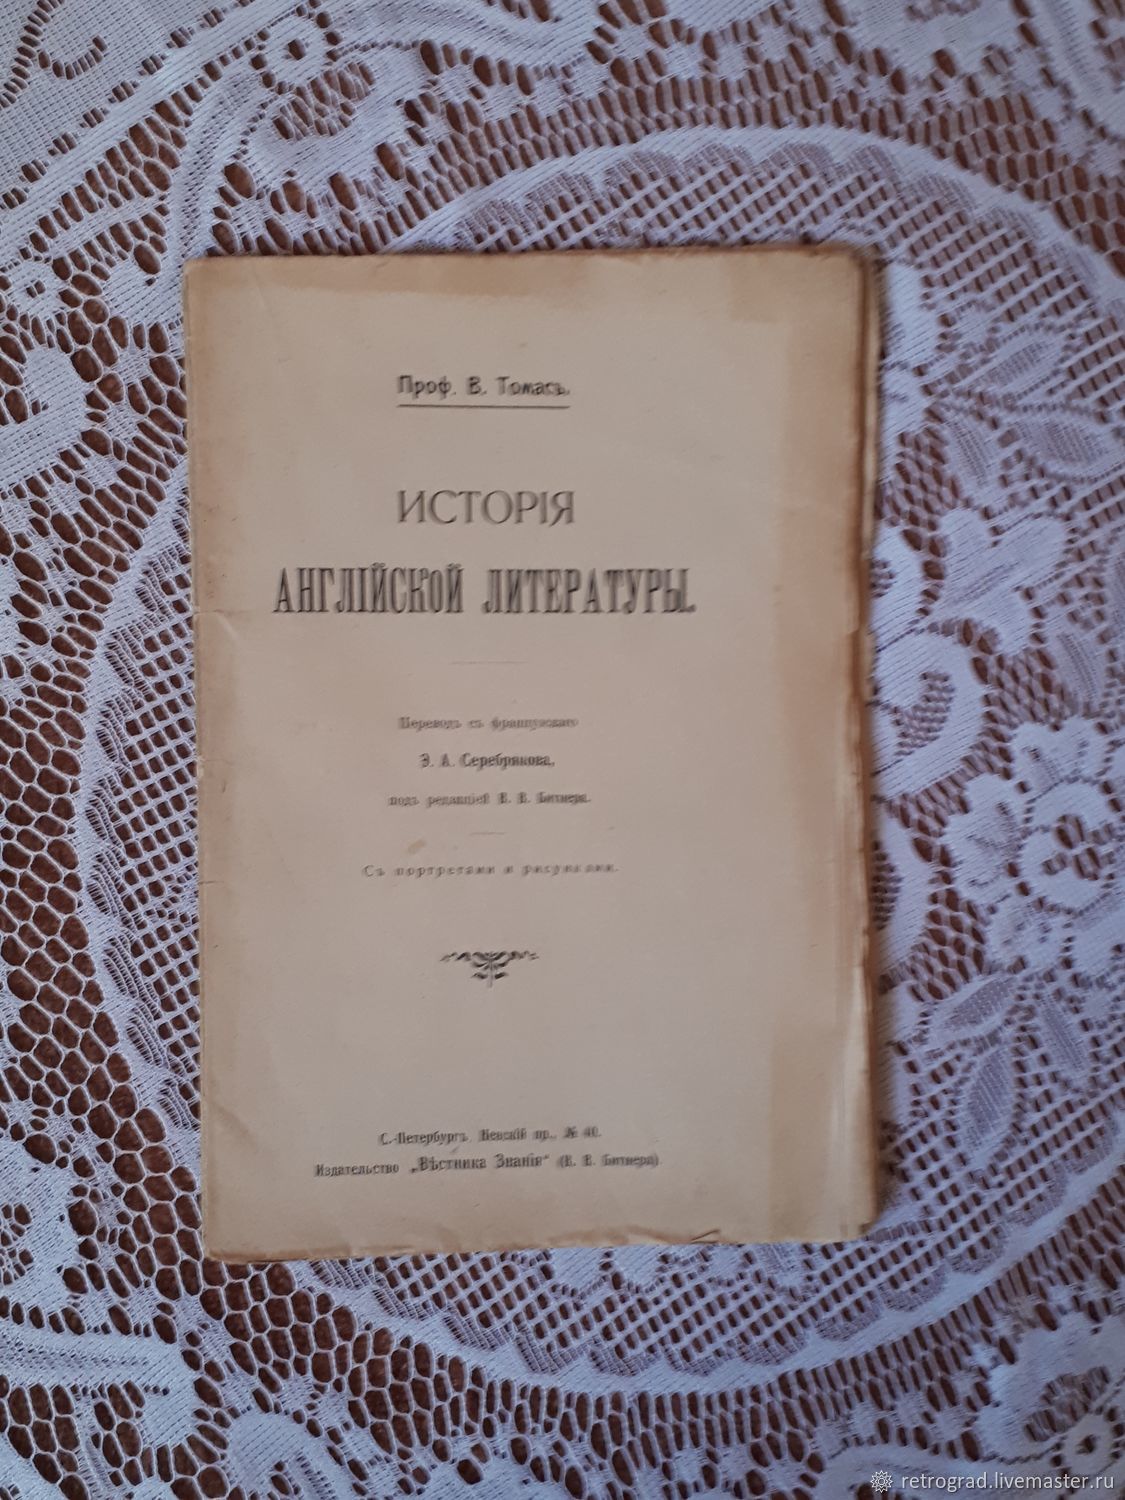 Проф. В. Томасъ.
ИСТОРІЯ
АНГЛІЙСКОЙ ЛИТЕРАТУРЫ.
Переводъ съ французскаго
Э. А. Серебрякова,
подъ редакціей В. В. Битнера.
Съ портретами и рисунками.
С.-Петербургъ. Невскій пр., № 40.
Издательство „Вѣстника Знанія" (В. В. Битнера).
retrograd.livemaster.ru